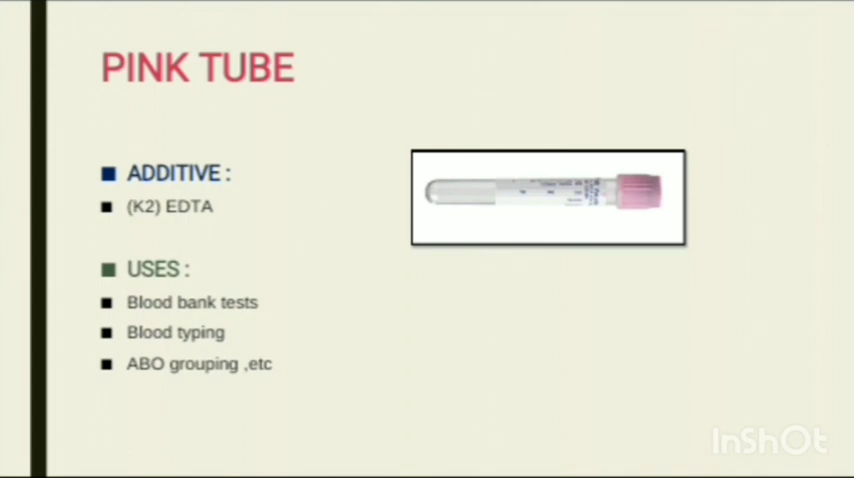 PINK TUBE
ADDITIVE :
(K2) EDTA
USES :
Blood bank tests
Blood typing
ABO grouping ,etc
InShOt